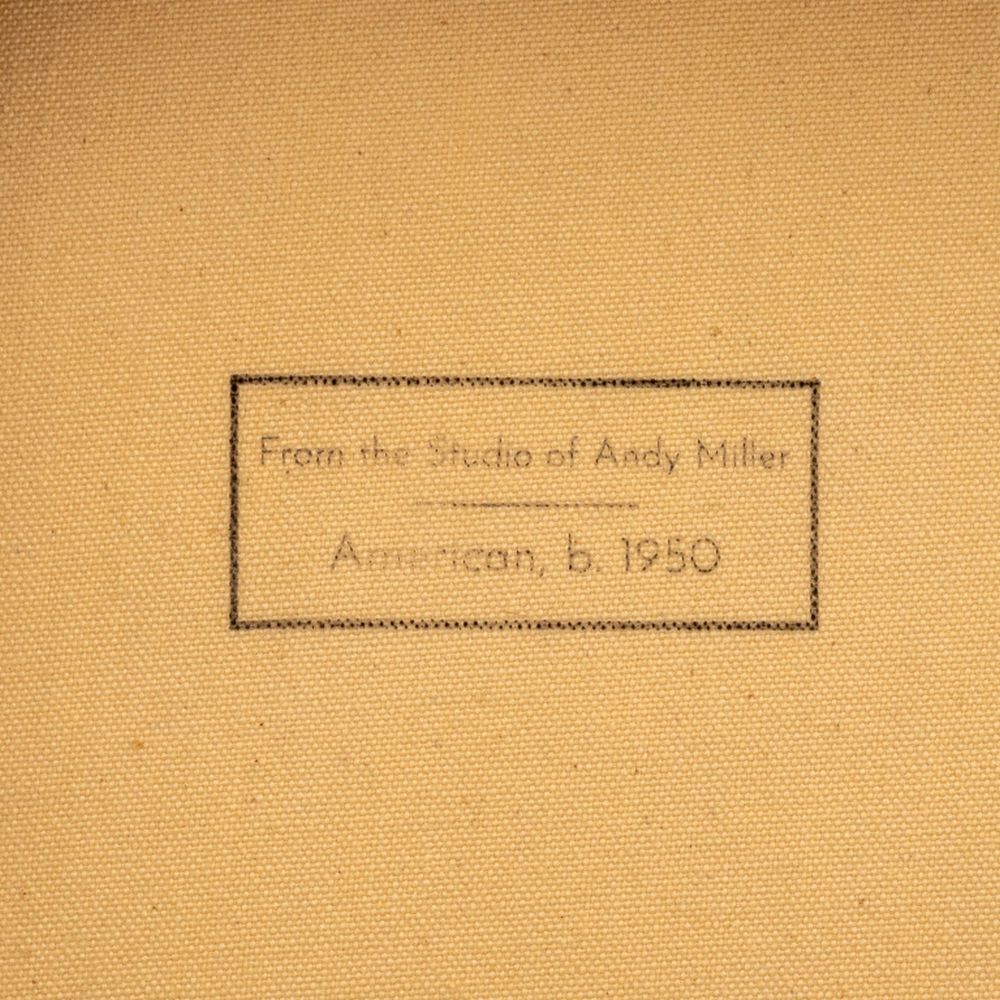 From the Studio of Andy Miller
American, b. 1950